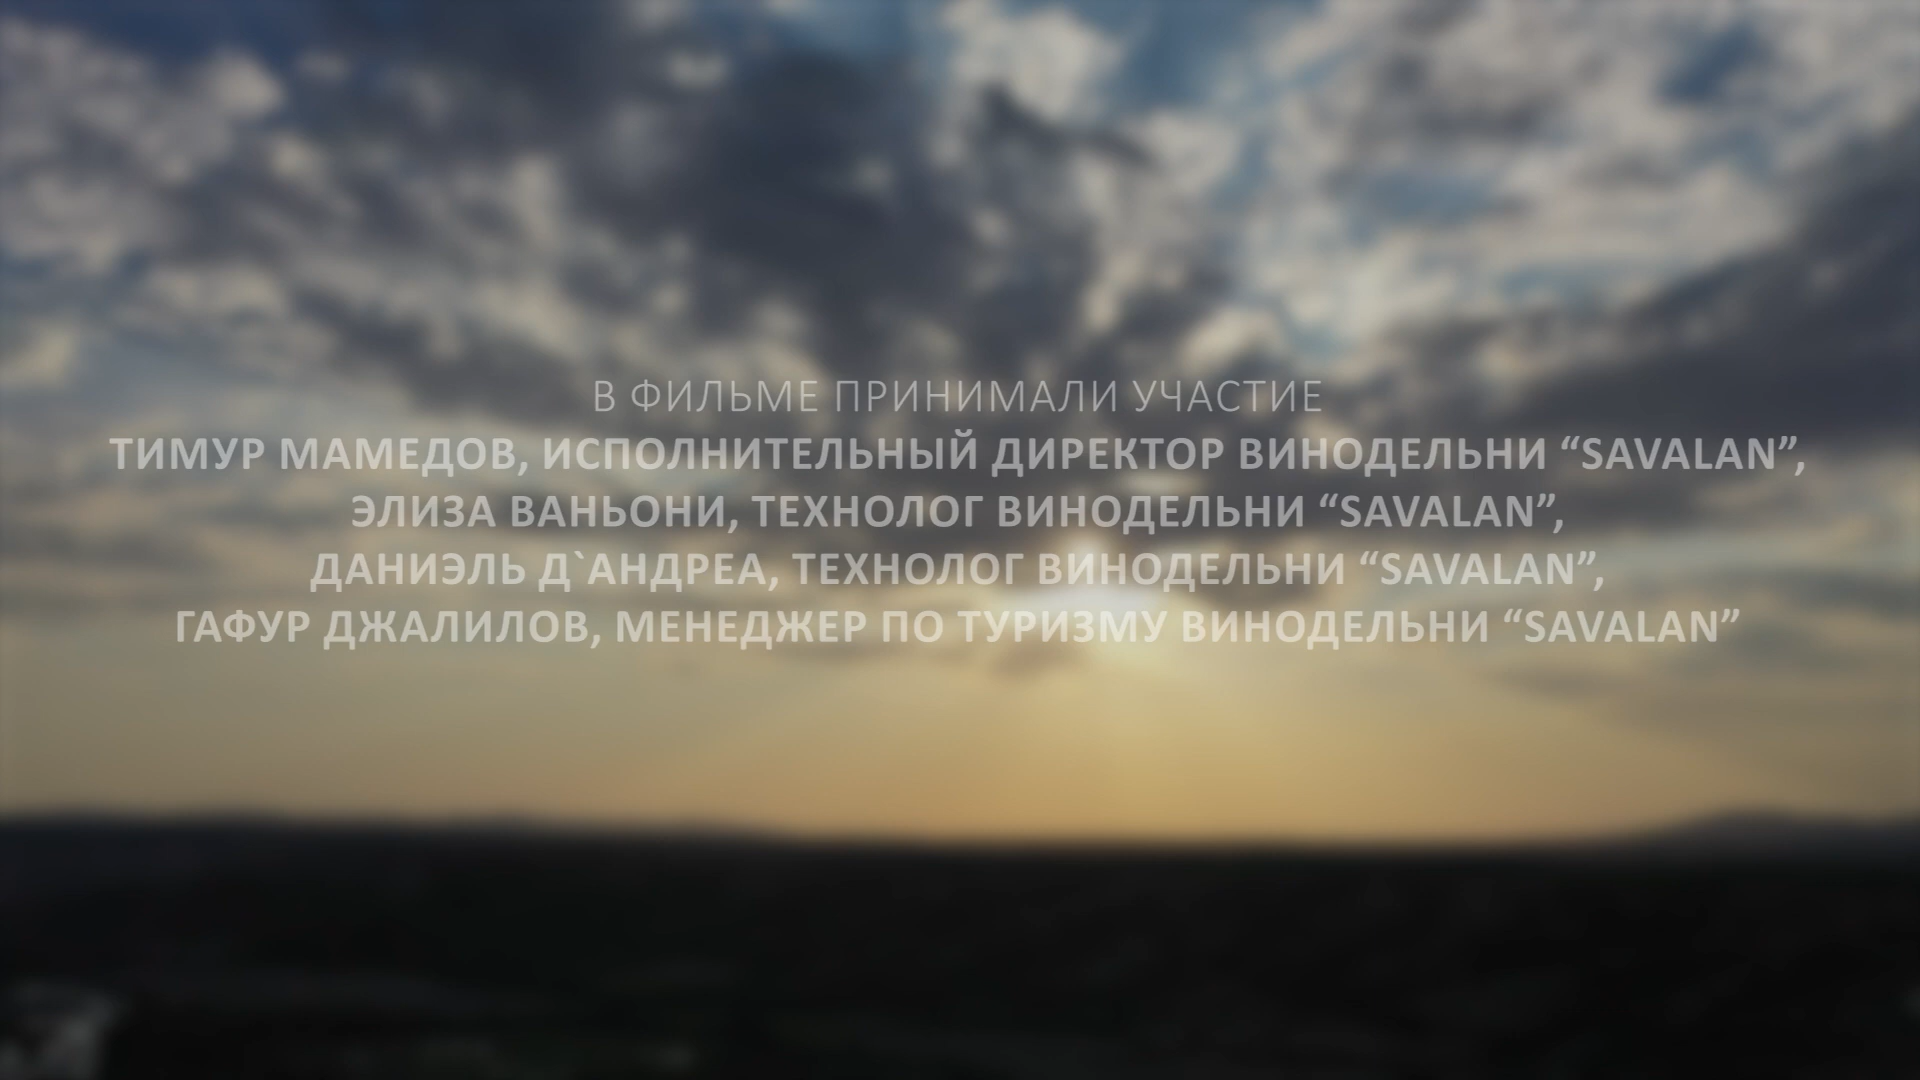 В ФИЛЬМЕ ПРИНИМАЛИ УЧАСТИЕ
ТИМУР МАМЕДОВ, ИСПОЛНИТЕЛЬНЫЙ ДИРЕКТОР ВИНОДЕЛЬНИ “SAVALAN”,
ЭЛИЗА ВАНЬОНИ, ТЕХНОЛОГ ВИНОДЕЛЬНИ “SAVALAN”,
ДАНИЭЛЬ Д`АНДРЕА, ТЕХНОЛОГ ВИНОДЕЛЬНИ “SAVALAN”,
ГАФУР ДЖАЛИЛОВ, МЕНЕДЖЕР ПО ТУРИЗМУ ВИНОДЕЛЬНИ “SAVALAN”